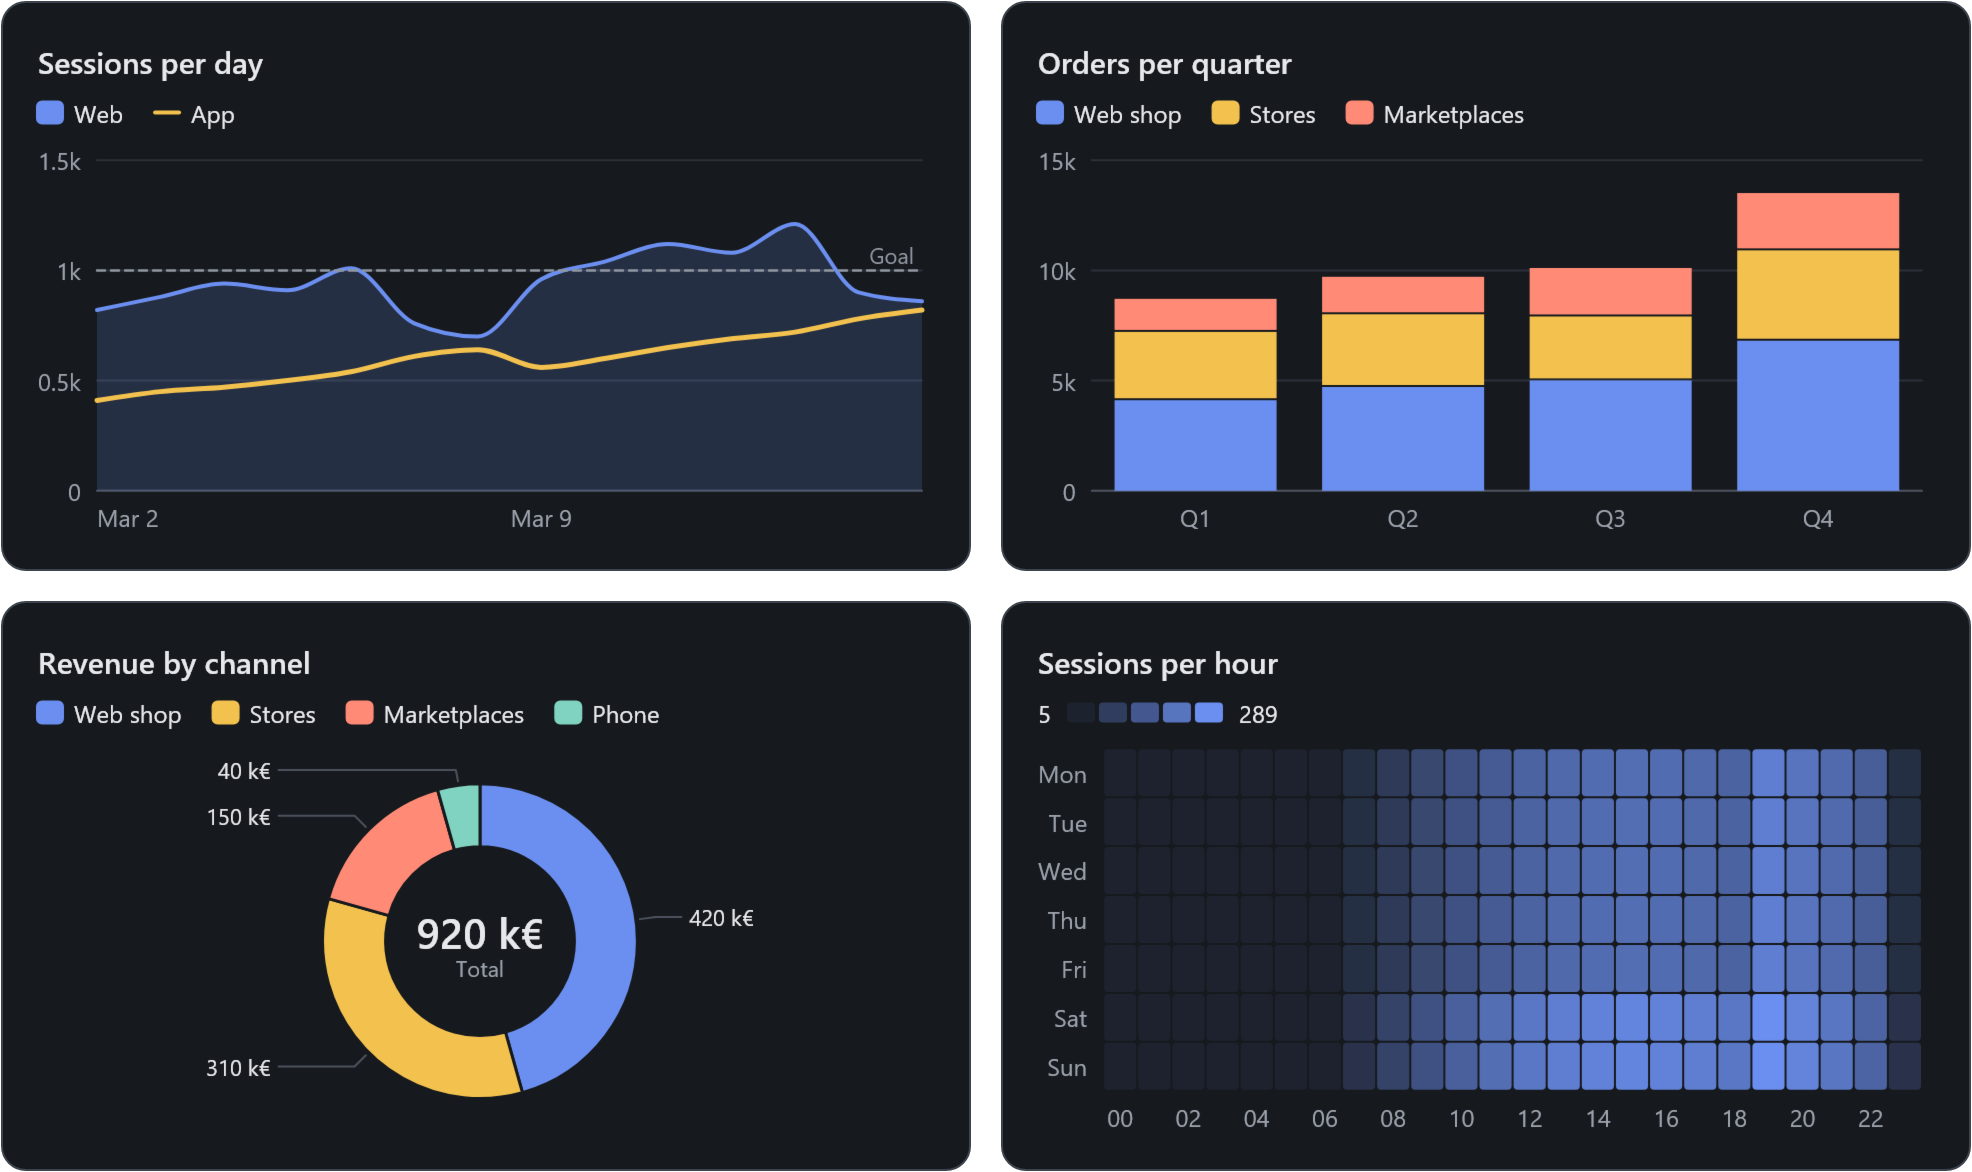 Sessions per day
Web App
1.5k
1k
0.5k
0
Goal
Mar 2 Mar 9
Orders per quarter
Web shop Stores Marketplaces
15k
10k
5k
0
Q1 Q2 Q3 Q4
Revenue by channel
Web shop Stores Marketplaces Phone
40 k€
150 k€
420 k€
310 k€
920 k€
Total
Sessions per hour
5 289
Mon
Tue
Wed
Thu
Fri
Sat
Sun
00 02 04 06 08 10 12 14 16 18 20 22